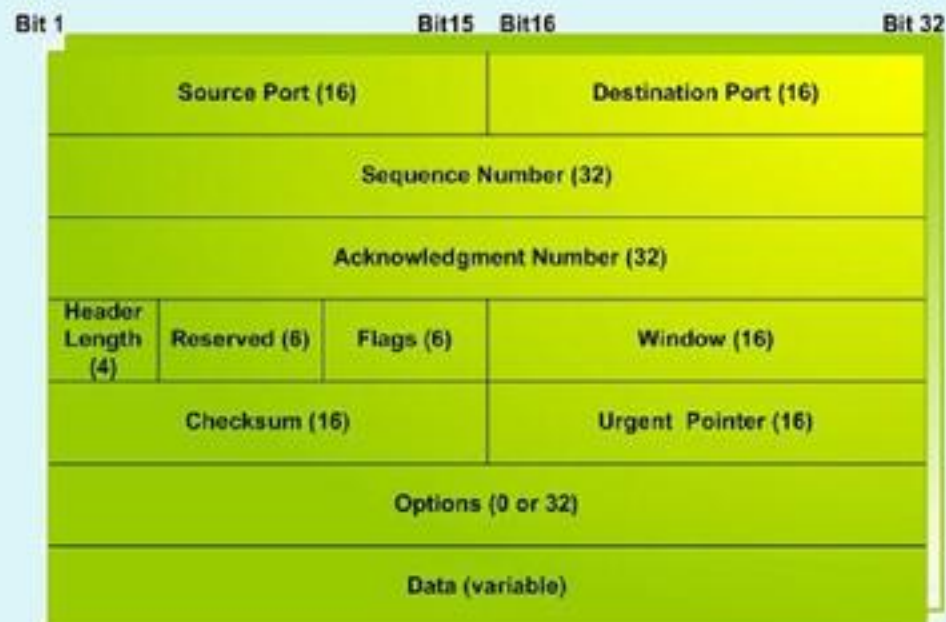 Bit 1 Bit15 Bit16 Bit 32
Source Port (16) Destination Port (16)
Sequence Number (32)
Acknowledgment Number (32)
Header
Length
(4)
Reserved (6) Flags (6) Window (16)
Checksum (16) Urgent Pointer (16)
Options (0 or 32)
Data (variable)